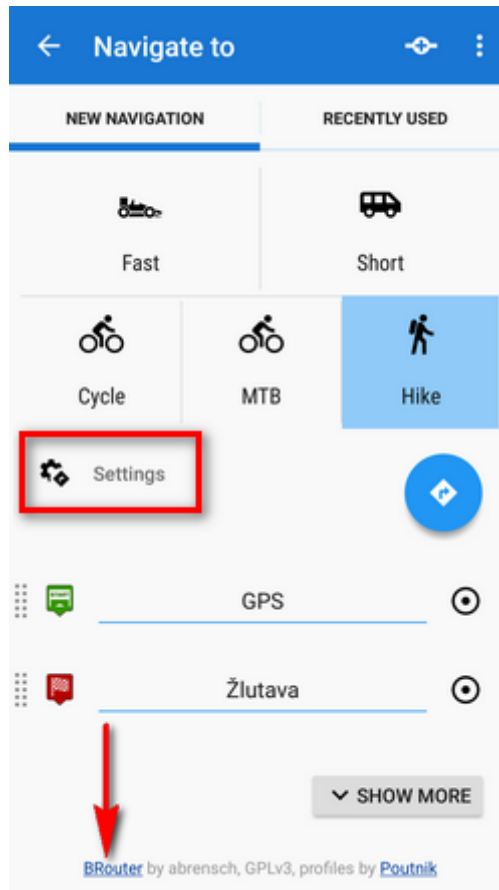 Navigate to
NEW NAVIGATION RECENTLY USED
Fast Short
Cycle MTB Hike
Settings
START
GPS
Žlutava
SHOW MORE
BRouter by abrensch, GPLv3, profiles by Poutnik